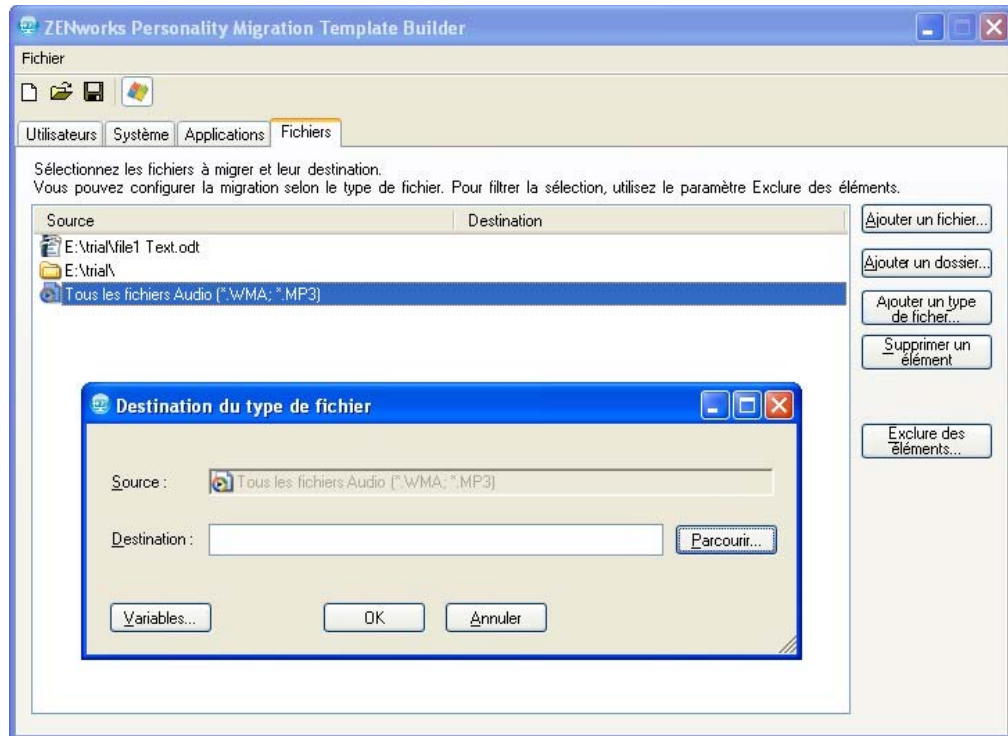 ZENworks Personality Migration Template Builder
Fichier
Utilisateurs Système Applications Fichiers
Sélectionnez les fichiers à migrer et leur destination.
Vous pouvez configurer la migration selon le type de fichier. Pour filtrer la sélection, utilisez le paramètre Exclure des éléments.
Source Destination
E:\trial\file1 Text.odt
E:\trial\
Tous les fichiers Audio (*.WMA; *.MP3)
Ajouter un fichier...
Ajouter un dossier...
Ajouter un type
de ficher...
Supprimer un
élément
Exclure des
éléments...
Destination du type de fichier
Source :
Tous les fichiers Audio (*.WMA; *.MP3)
Destination :
Parcourir...
Variables... OK Annuler